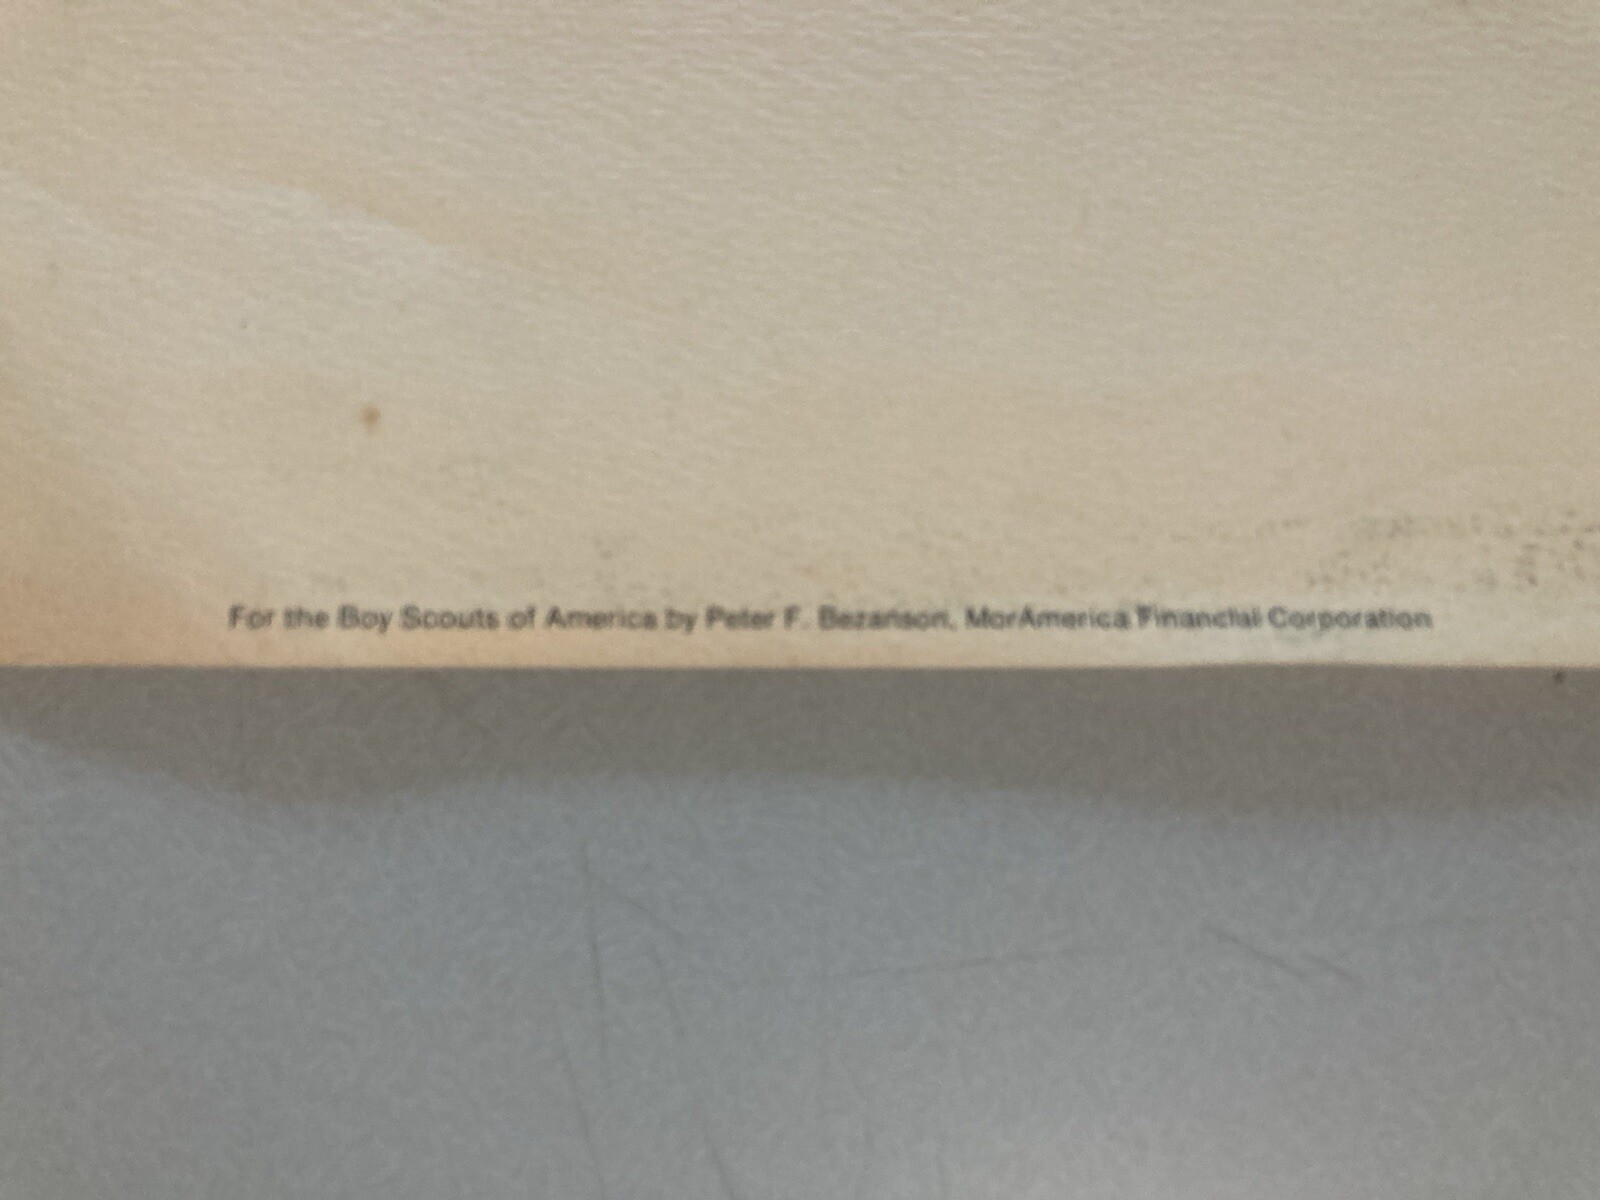 For the Boy Scouts of America by Peter F. Bezanson, MorAmerica Financial Corporation